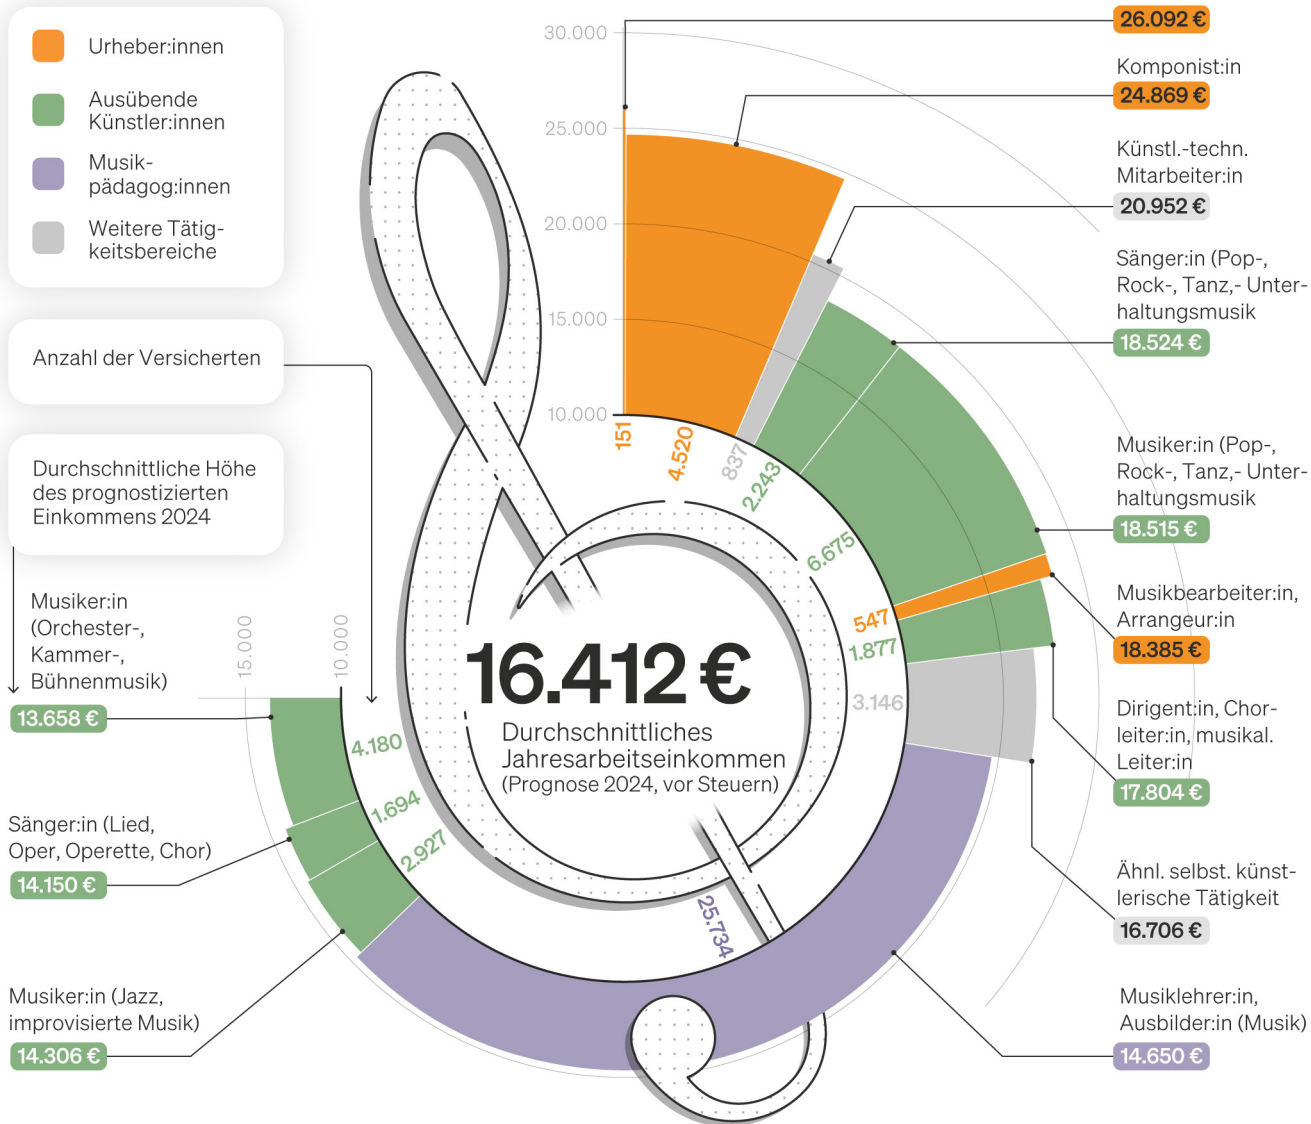 Urheber:innen
Ausübende
Künstler:innen
Musik-
pädagog:innen
Weitere Tätig-
keitsbereiche
Anzahl der Versicherten
Durchschnittliche Höhe
des prognostizierten
Einkommens 2024
30.000
25.000
20.000
15.000
10.000
26.092 €
Komponist:in
24.869 €
Künstl.-techn.
Mitarbeiter:in
20.952 €
Sänger:in (Pop-,
Rock-, Tanz,- Unter-
haltungsmusik
18.524 €
Musiker:in (Pop-,
Rock-, Tanz,- Unter-
haltungsmusik
18.515 €
Musikbearbeiter:in,
Arrangeur:in
18.385 €
Dirigent:in, Chor-
leiter:in, musikal.
Leiter:in
17.804 €
Ähnl. selbst. künst-
lerische Tätigkeit
16.706 €
Musiklehrer:in,
Ausbilder:in (Musik)
14.650 €
151
4.520
837
2.243
6.675
547
1.877
3.146
25.734
2.927
1.694
4.180
16.412 €
Durchschnittliches
Jahresarbeitseinkommen
(Prognose 2024, vor Steuern)
15.000
10.000
Musiker:in
(Orchester-,
Kammer-,
Bühnenmusik)
13.658 €
Sänger:in (Lied,
Oper, Operette, Chor)
14.150 €
Musiker:in (Jazz,
improvisierte Musik)
14.306 €